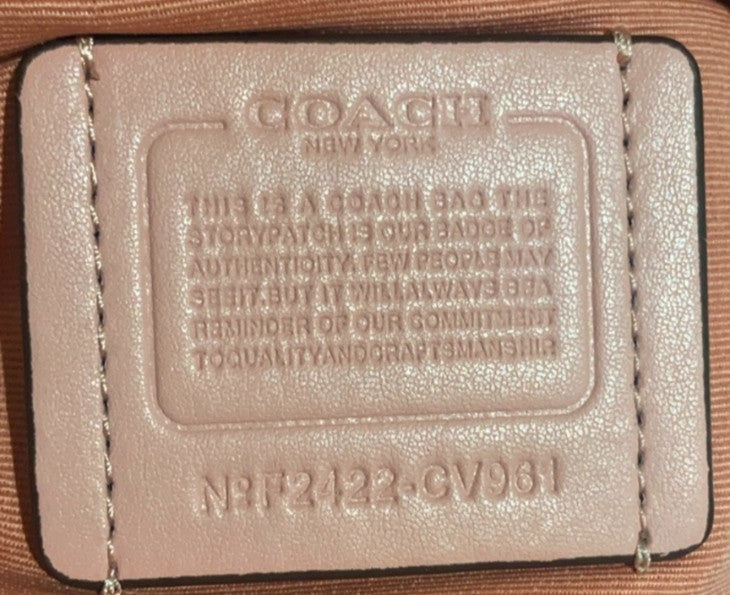 COACH
NEW YORK
THIS IS A COACH BAG THE
STORYPATCH IS OUR BADGE OF
AUTHENTICITY. FEW PEOPLE MAY
SEE IT. BUT IT WILL ALWAYS BE A
REMINDER OF OUR COMMITMENT
TO QUALITY AND CRAFTSMANSHIP
Nº F2422-CV961